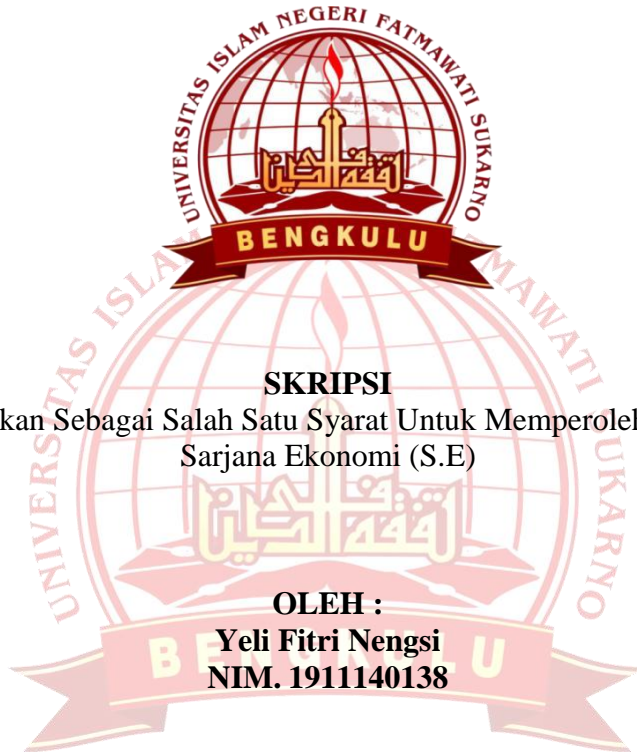 UNIVERSITAS ISLAM NEGERI FATMAWATI SUKARNO
BENGKULU
SKRIPSI
kan Sebagai Salah Satu Syarat Untuk Memperoleh
Sarjana Ekonomi (S.E)
OLEH :
Yeli Fitri Nengsi
NIM. 1911140138
BENGKULU